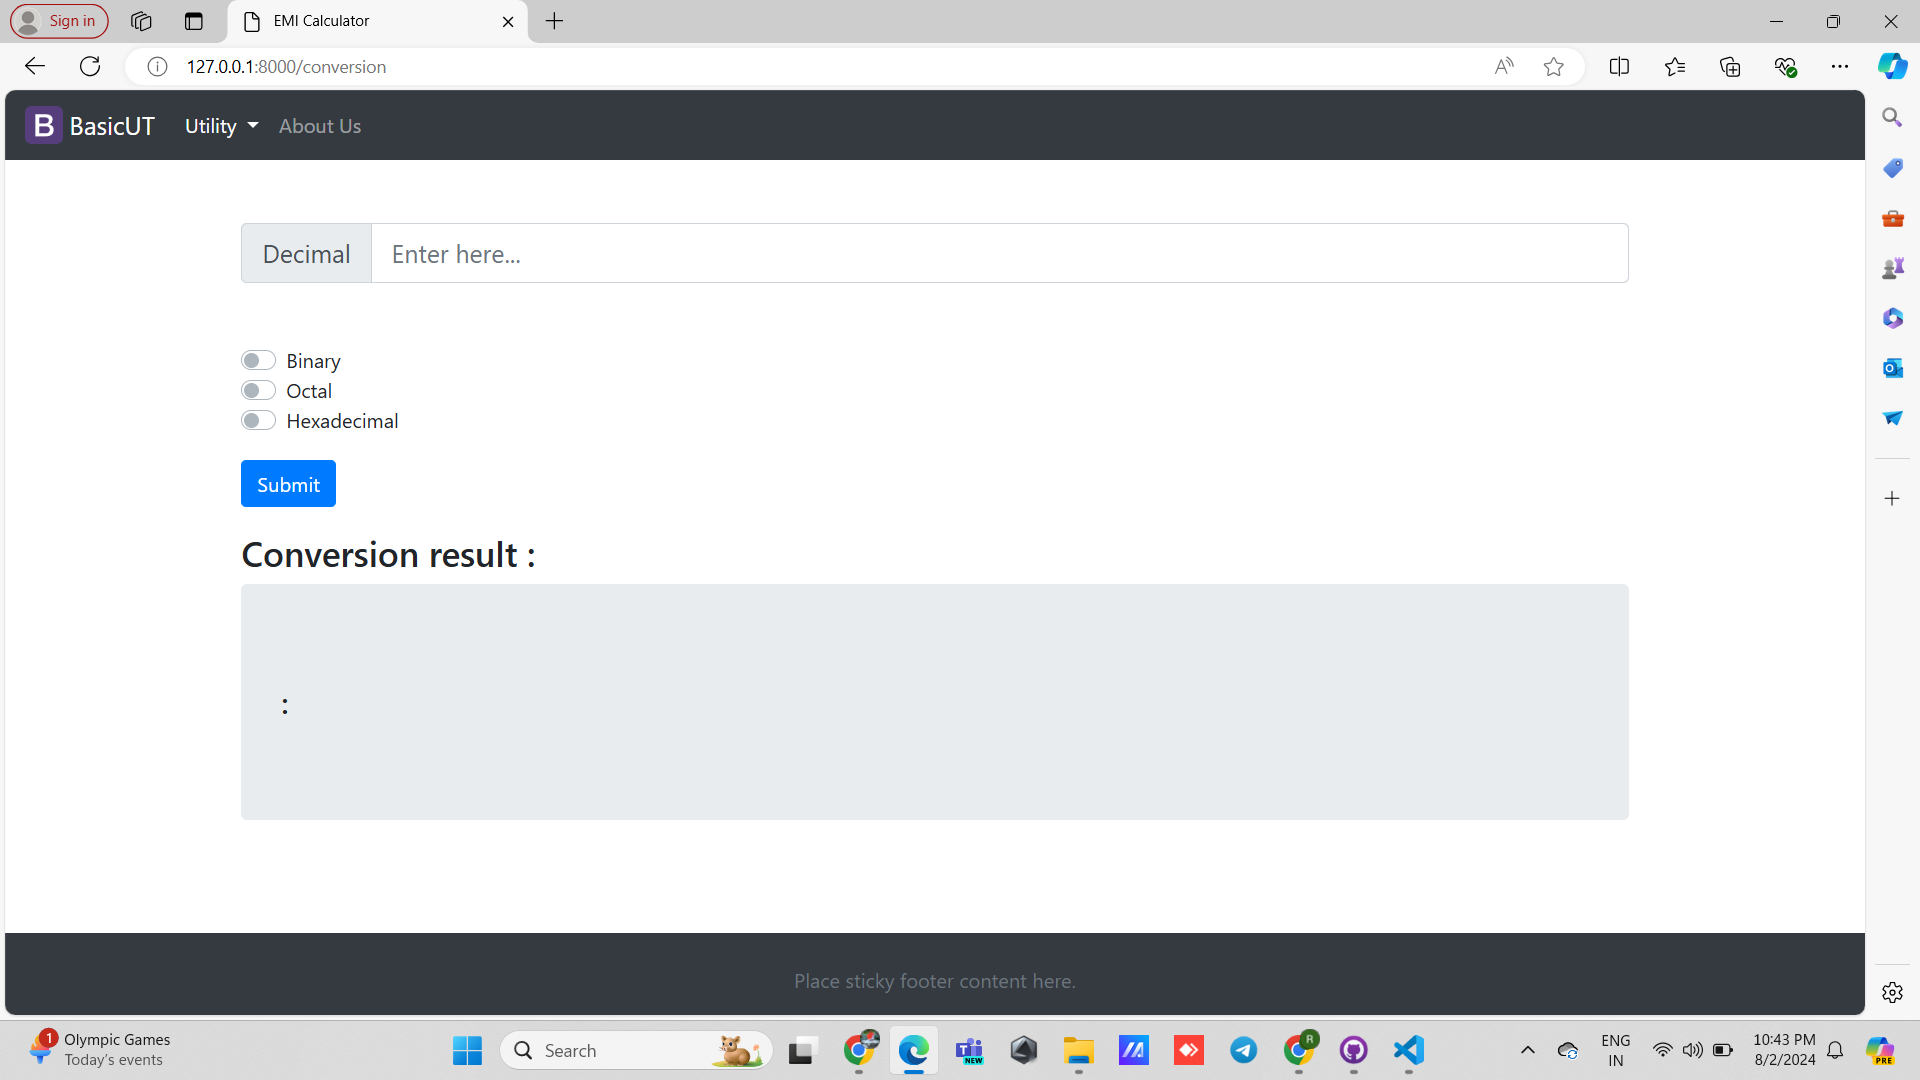 Sign in
EMI Calculator
127.0.0.1:8000/conversion
B BasicUT Utility About Us
Decimal Enter here...
Binary
Octal
Hexadecimal
Submit
Conversion result :
:
Place sticky footer content here.
1 Olympic Games
Today's events
Search
NEW
R
ENG
IN
10:43 PM
8/2/2024
PRE